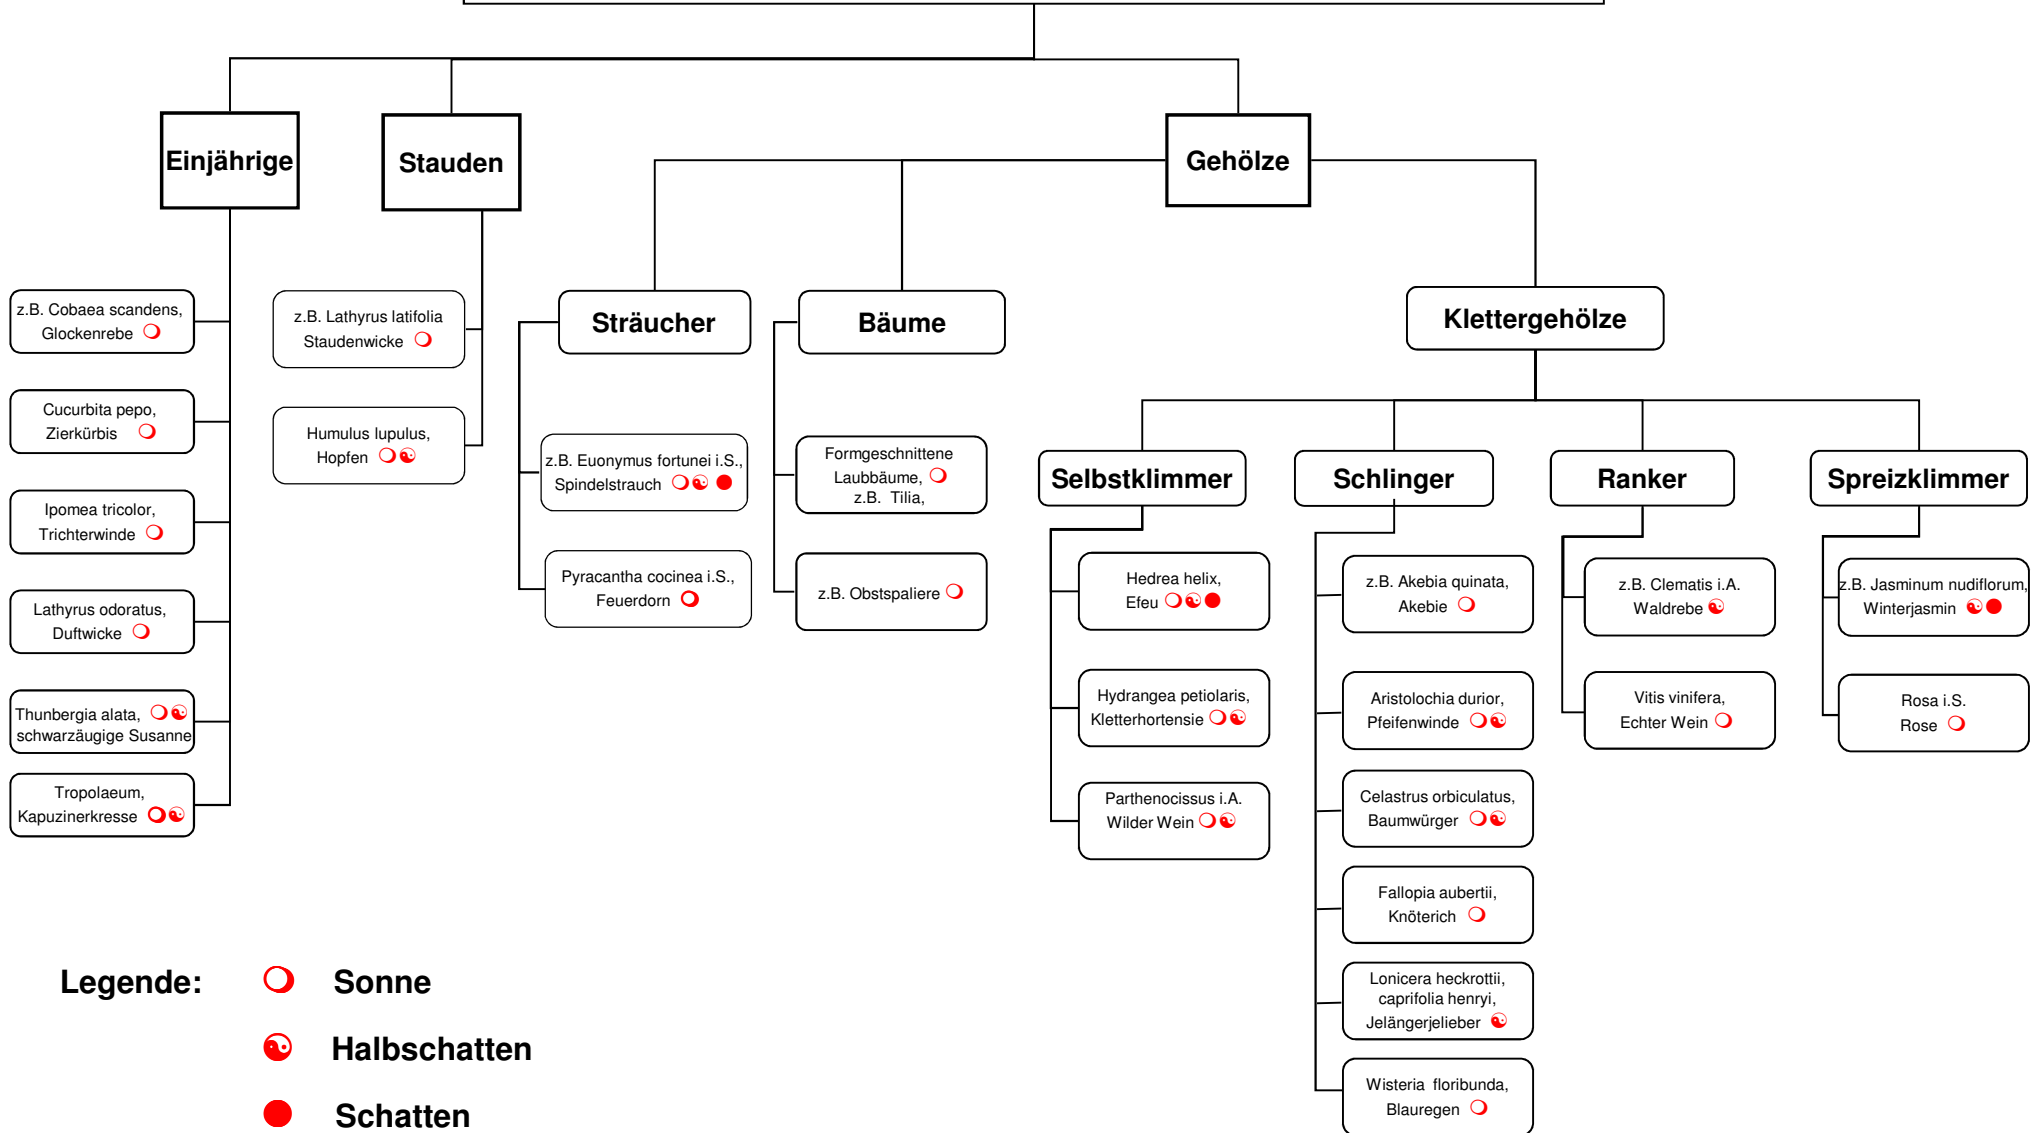 Einjährige
Stauden
Gehölze
Sträucher
Bäume
Klettergehölze
Selbstklimmer
Schlinger
Ranker
Spreizklimmer
z.B. Cobaea scandens,
Glockenrebe
Cucurbita pepo,
Zierkürbis
Ipomea tricolor,
Trichterwinde
Lathyrus odoratus,
Duftwicke
Thunbergia alata,
schwarzäugige Susanne
Tropolaeum,
Kapuzinerkresse
z.B. Lathyrus latifolia
Staudenwicke
Humulus lupulus,
Hopfen
z.B. Euonymus fortunei i.S.,
Spindelstrauch
Pyracantha cocinea i.S.,
Feuerdorn
Formgeschnittene
Laubbäume,
z.B. Tilia,
z.B. Obstspaliere
Hedrea helix,
Efeu
Hydrangea petiolaris,
Kletterhortensie
Parthenocissus i.A.
Wilder Wein
z.B. Akebia quinata,
Akebie
Aristolochia durior,
Pfeifenwinde
Celastrus orbiculatus,
Baumwürger
Fallopia aubertii,
Knöterich
Lonicera heckrottii,
caprifolia henryi,
Jelängerjelieber
Wisteria floribunda,
Blauregen
z.B. Clematis i.A.
Waldrebe
Vitis vinifera,
Echter Wein
z.B. Jasminum nudiflorum,
Winterjasmin
Rosa i.S.
Rose
Legende:
Sonne
Halbschatten
Schatten